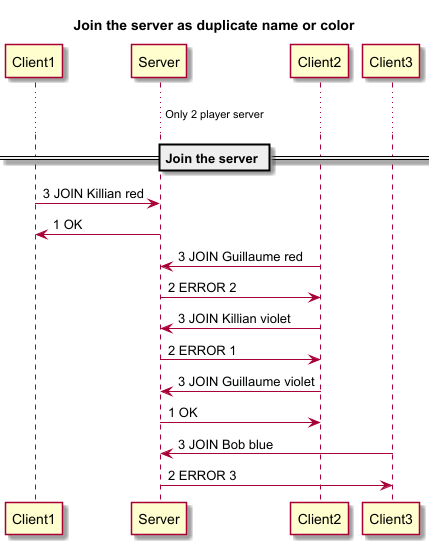 Join the server as duplicate name or color
Client1 Server Client2 Client3
Only 2 player server
Join the server
3 JOIN Killian red
1 OK
3 JOIN Guillaume red
2 ERROR 2
3 JOIN Killian violet
2 ERROR 1
3 JOIN Guillaume violet
1 OK
3 JOIN Bob blue
2 ERROR 3
Client1 Server Client2 Client3